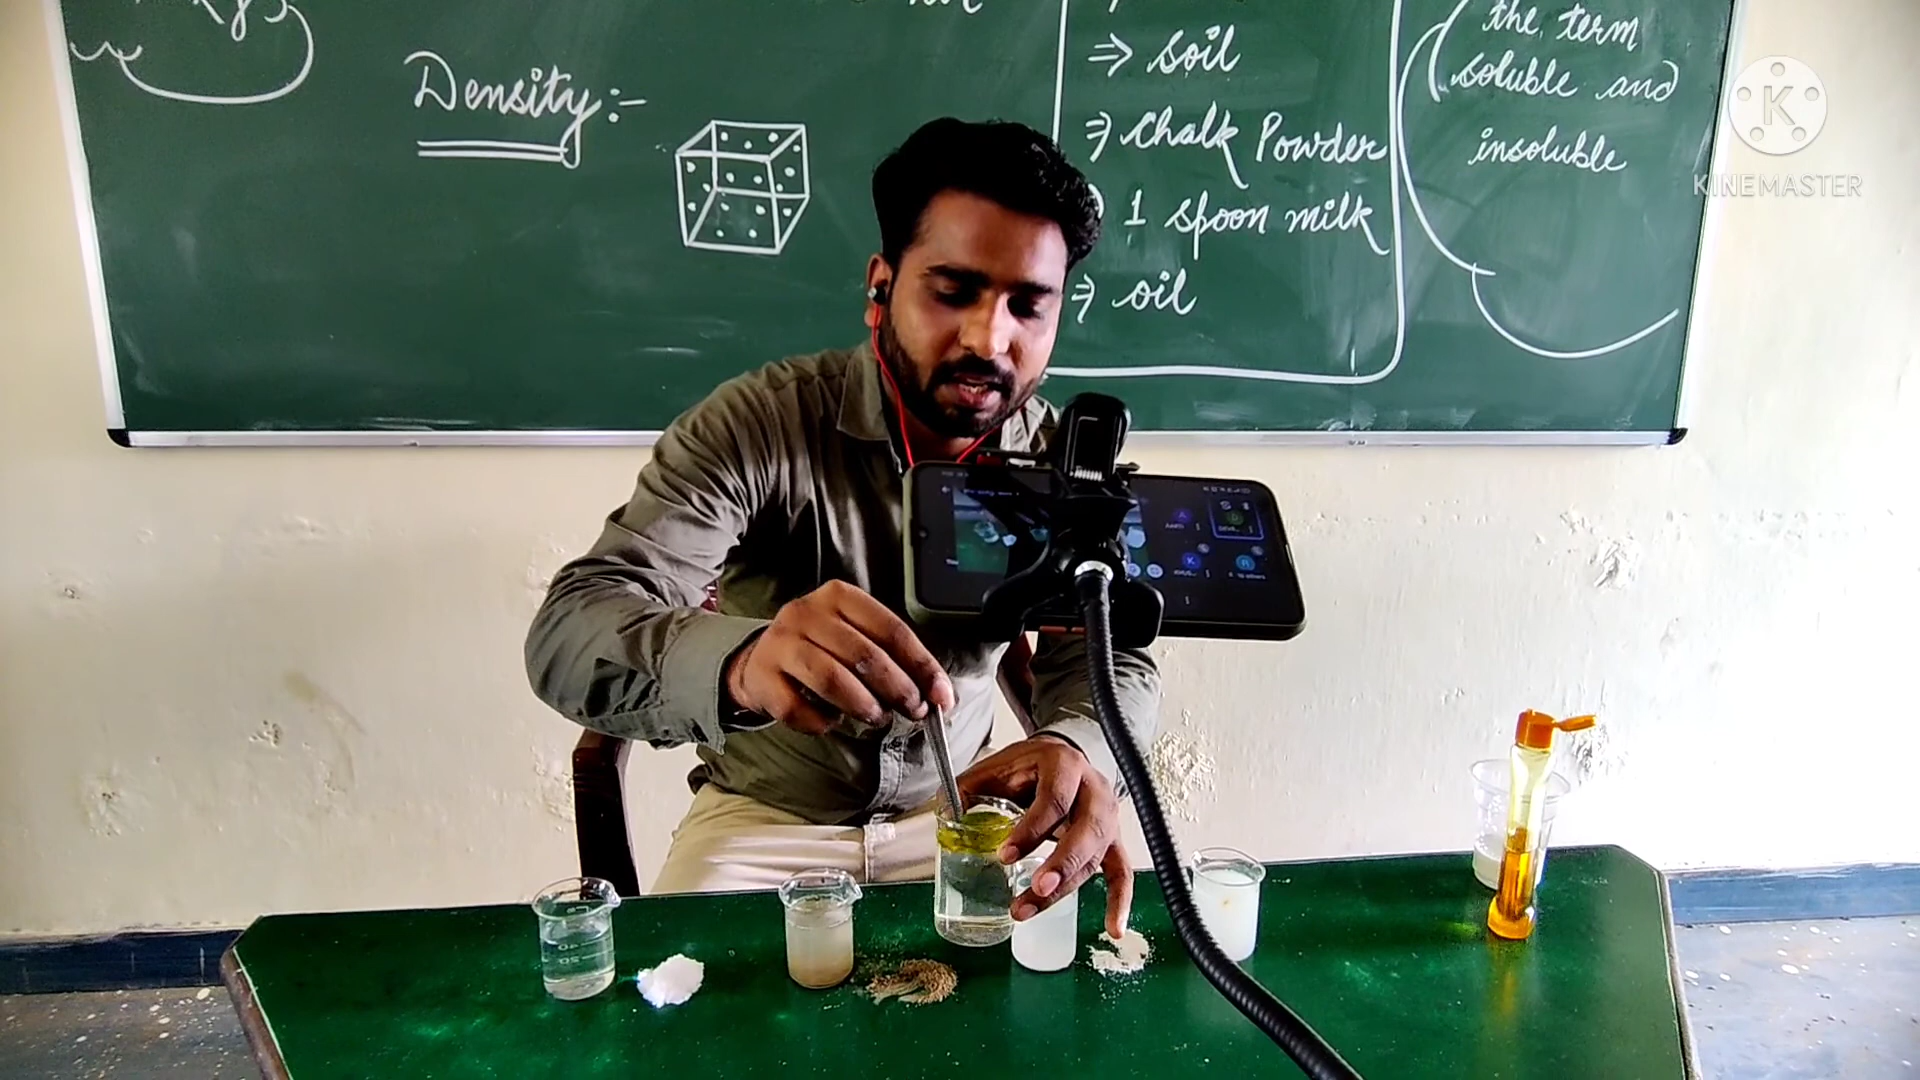 Density :-
⇒ soil
⇒ chalk Powder
1 spoon milk
⇒ oil
the term
soluble and
insoluble
K
KINEMASTER